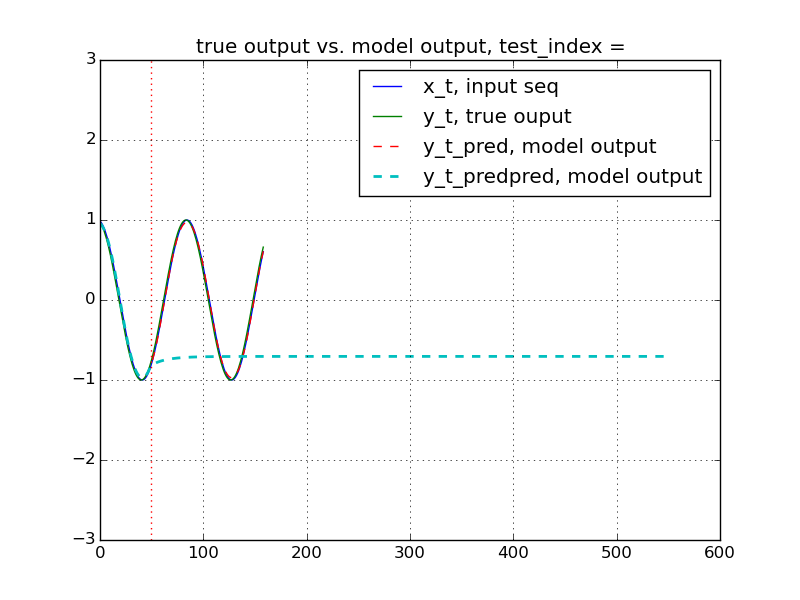 true output vs. model output, test_index =
3
2
1
0
−1
−2
−3
x_t, input seq
y_t, true ouput
y_t_pred, model output
y_t_predpred, model output
0 100 200 300 400 500 600